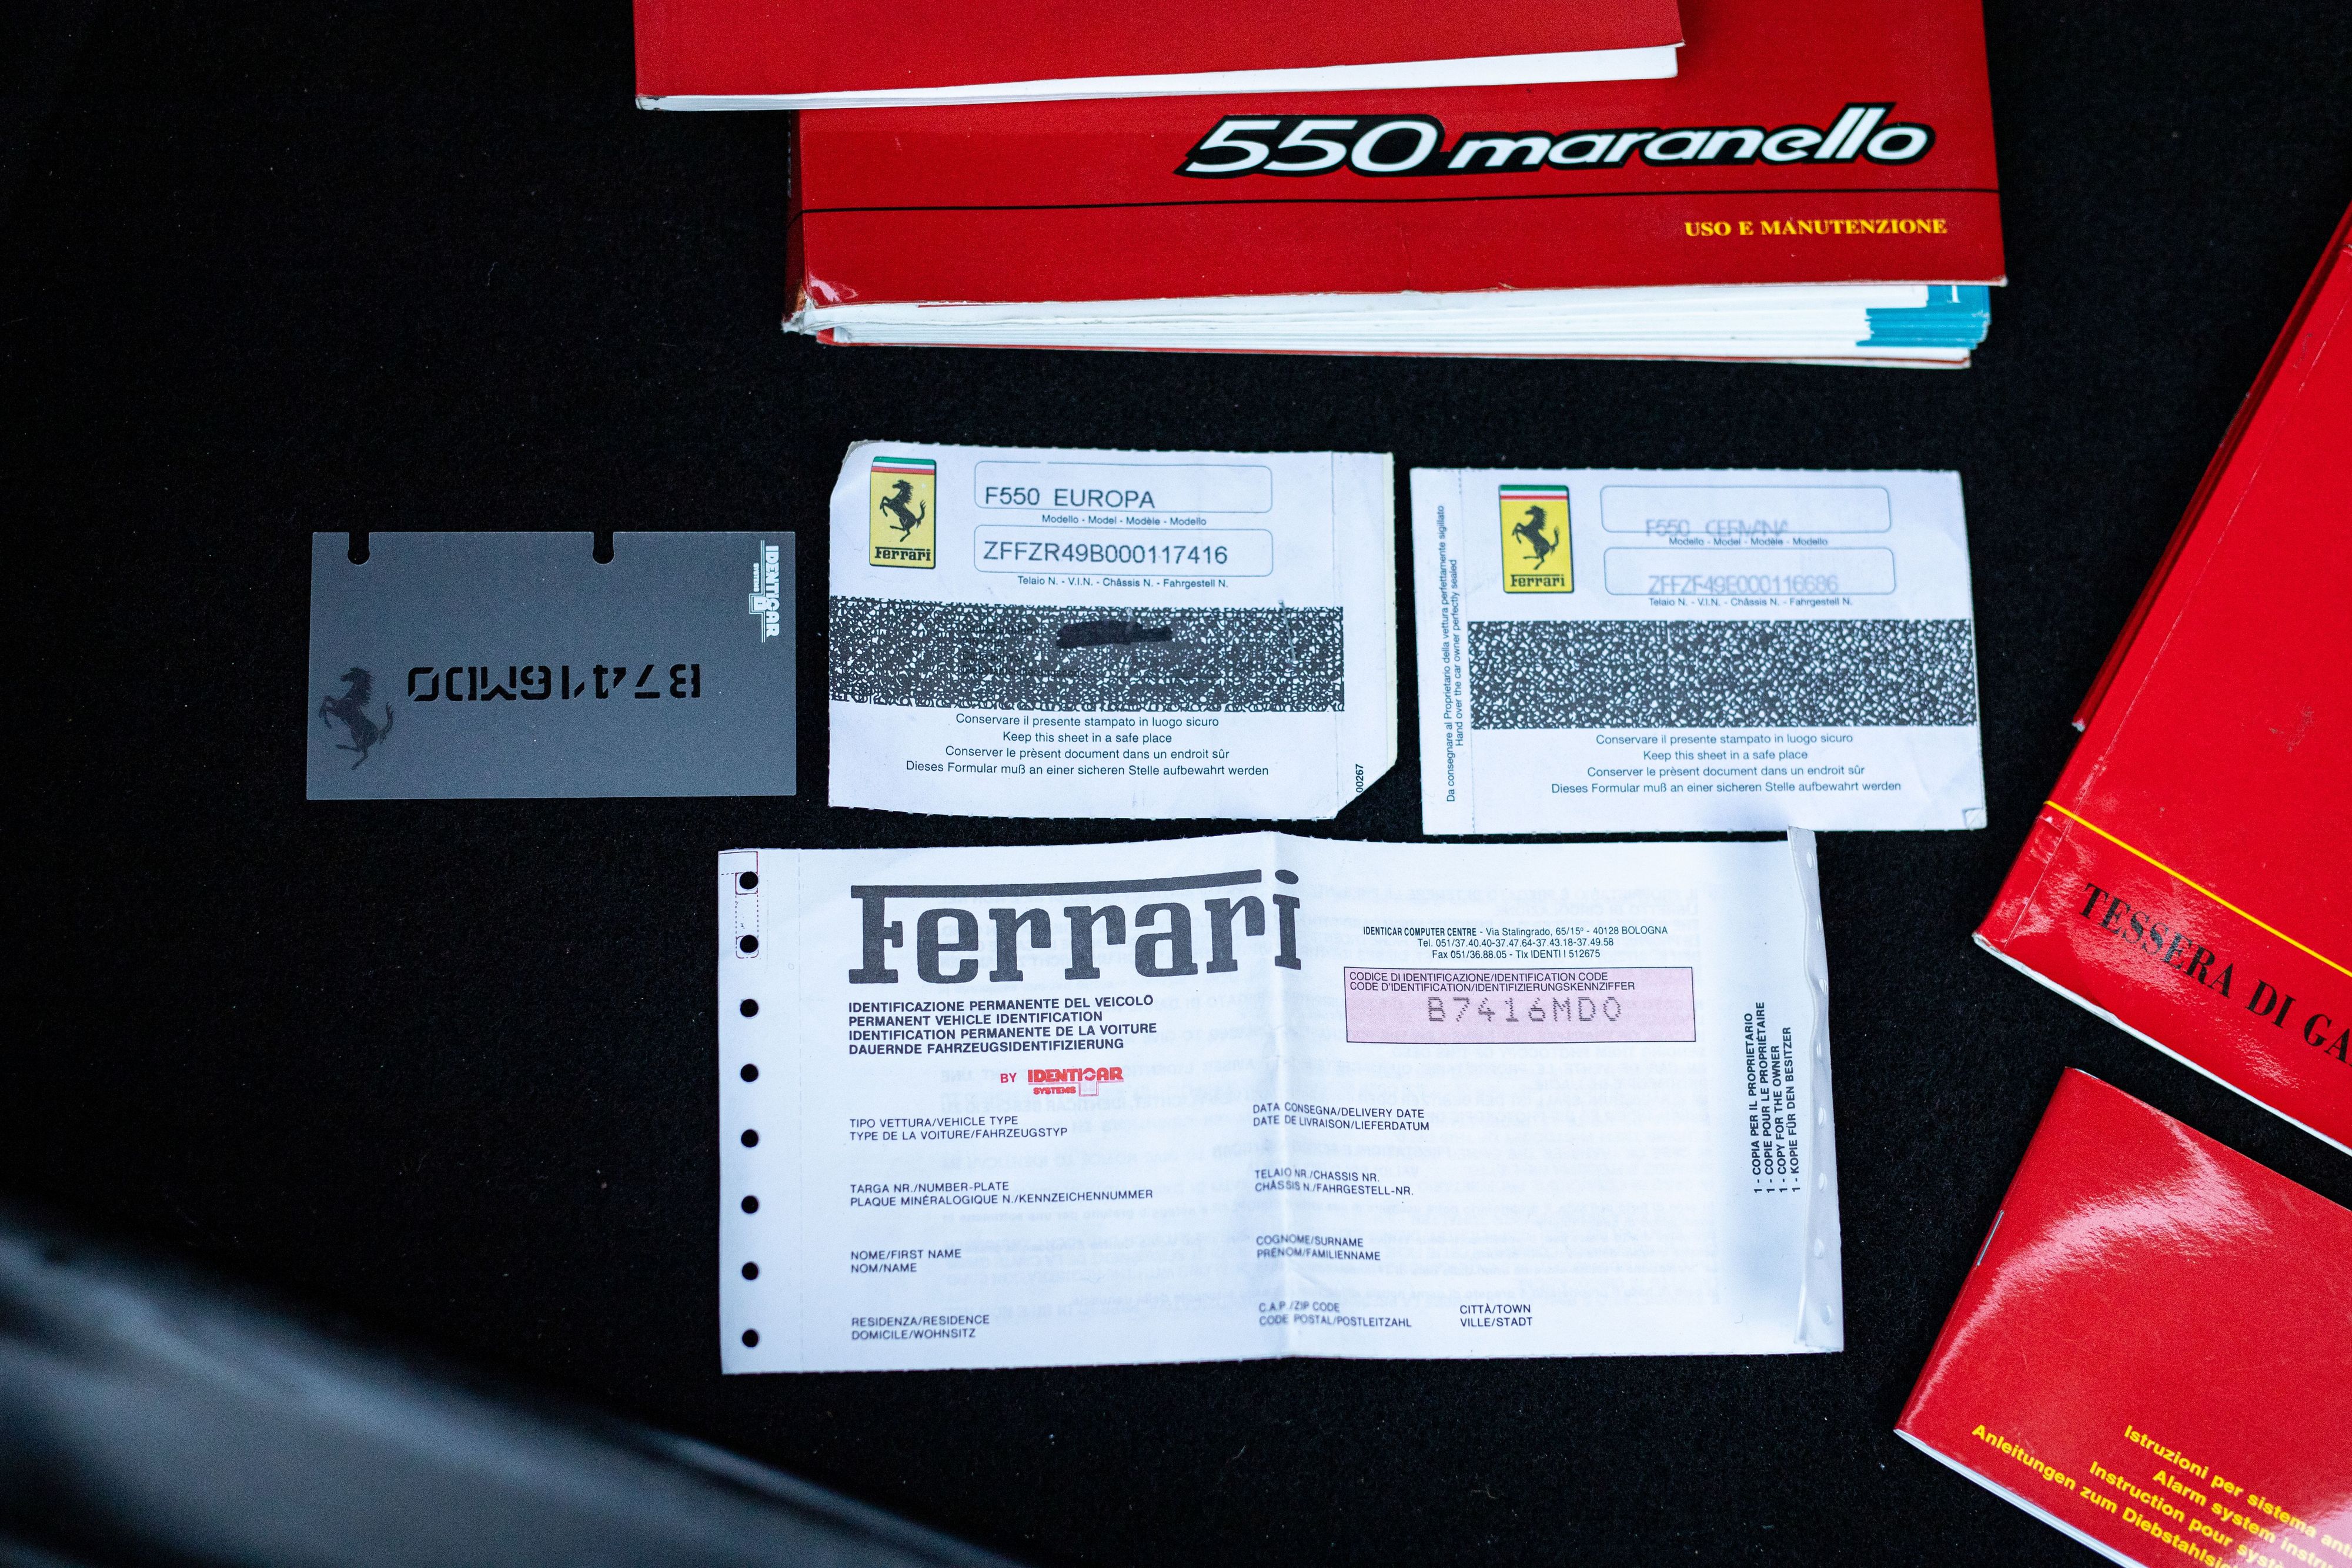 550 maranello
USO E MANUTENZIONE
1
IDENTICAR
SYSTEMS
B7416MDO
Ferrari
F550 EUROPA
Modello - Model - Modèle - Modello
ZFFZR49B000117416
Telaio N. - V.I.N. - Châssis N. - Fahrgestell N.
Conservare il presente stampato in luogo sicuro
Keep this sheet in a safe place
Conserver le prèsent document dans un endroit sûr
Dieses Formular muß an einer sicheren Stelle aufbewahrt werden
00267
Da consegnare al Proprietario della vettura perfettamente sigillato
Hand over the car owner perfectly sealed
Ferrari
F550
Modello - Model - Modèle - Modello
Telaio N. - V.I.N. - Châssis N. - Fahrgestell N.
Conservare il presente stampato in luogo sicuro
Keep this sheet in a safe place
Conserver le prèsent document dans un endroit sûr
Dieses Formular muß an einer sicheren Stelle aufbewahrt werden
Ferrari
IDENTICAR COMPUTER CENTRE - Via Stalingrado, 65/15° - 40128 BOLOGNA
Tel. 051/37.40.40-37.47.64-37.43.18-37.49.58
Fax 051/36.88.05 - Tlx IDENTI I 512675
CODICE DI IDENTIFICAZIONE/IDENTIFICATION CODE
CODE D'IDENTIFICATION/IDENTIFIZIERUNGSKENNZIFFER
B7416MDO
IDENTIFICAZIONE PERMANENTE DEL VEICOLO
PERMANENT VEHICLE IDENTIFICATION
IDENTIFICATION PERMANENTE DE LA VOITURE
DAUERNDE FAHRZEUGSIDENTIFIZIERUNG
BY IDENTICAR
SYSTEMS
TIPO VETTURA/VEHICLE TYPE
TYPE DE LA VOITURE/FAHRZEUGSTYP
DATA CONSEGNA/DELIVERY DATE
DATE DE LIVRAISON/LIEFERDATUM
TARGA NR./NUMBER-PLATE
PLAQUE MINÉRALOGIQUE N./KENNZEICHENNUMMER
TELAIO NR./CHASSIS NR.
CHÂSSIS N./FAHRGESTELL-NR.
NOME/FIRST NAME
NOM/NAME
COGNOME/SURNAME
PRÉNOM/FAMILIENNAME
RESIDENZA/RESIDENCE
DOMICILE/WOHNSITZ
C.A.P./ZIP CODE
CODE POSTAL/POSTLEITZAHL
CITTÀ/TOWN
VILLE/STADT
1 - COPIA PER IL PROPRIETARIO
1 - COPIE POUR LE PROPRIÉTAIRE
1 - COPY FOR THE OWNER
1 - KOPIE FÜR DEN BESITZER
TESSERA DI GA
Istruzioni per sistema an
Alarm system instru
Instruction pour sys
Anleitungen zum Diebstahlsi